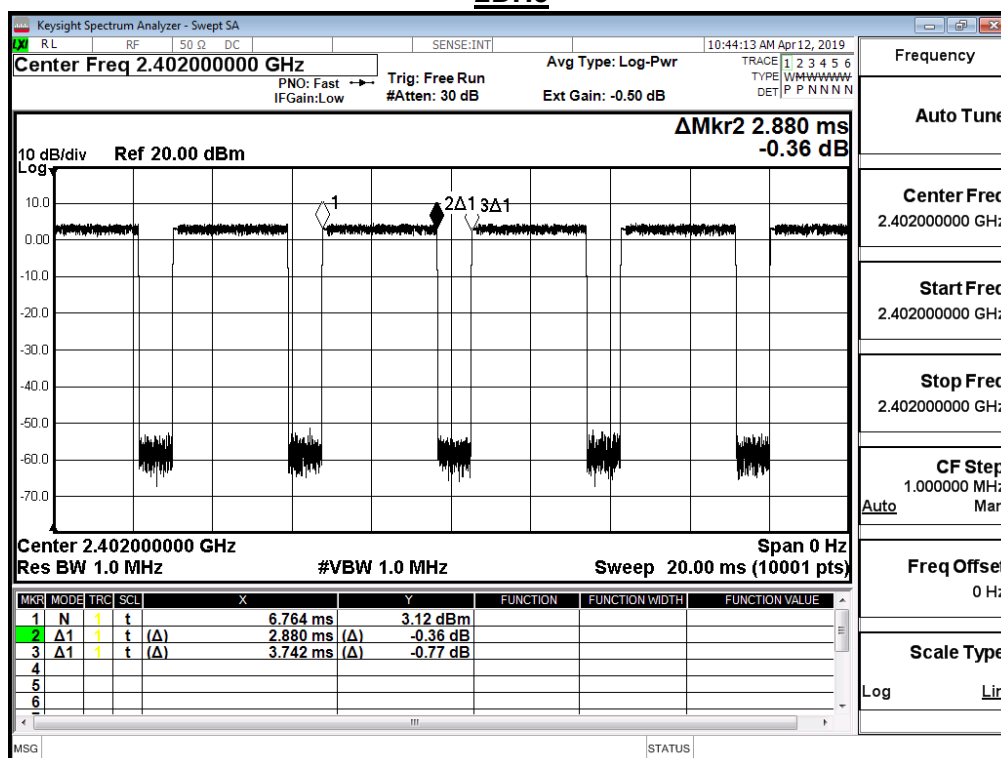 Keysight Spectrum Analyzer - Swept SA
LXI RL RF 50 Ω DC SENSE:INT 10:44:13 AM Apr 12, 2019
Center Freq 2.402000000 GHz
PNO: Fast
IFGain:Low
Trig: Free Run
#Atten: 30 dB
Avg Type: Log-Pwr
Ext Gain: -0.50 dB
TRACE 1 2 3 4 5 6
TYPE WMWWWW
DET P P N N N N
ΔMkr2 2.880 ms
-0.36 dB
10 dB/div Ref 20.00 dBm
Log
10.0
0.00
-10.0
-20.0
-30.0
-40.0
-50.0
-60.0
-70.0
1
2Δ1
3Δ1
Center 2.402000000 GHz Span 0 Hz
Res BW 1.0 MHz #VBW 1.0 MHz Sweep 20.00 ms (10001 pts)
MKR MODE TRC SCL X Y FUNCTION FUNCTION WIDTH FUNCTION VALUE
1 N 1 t 6.764 ms 3.12 dBm
2 Δ1 1 t (Δ) 2.880 ms (Δ) -0.36 dB
3 Δ1 1 t (Δ) 3.742 ms (Δ) -0.77 dB
4
5
6
MSG STATUS
Frequency
Auto Tune
Center Freq
2.402000000 GHz
Start Freq
2.402000000 GHz
Stop Freq
2.402000000 GHz
CF Step
1.000000 MHz
Auto Man
Freq Offset
0 Hz
Scale Type
Log Lin